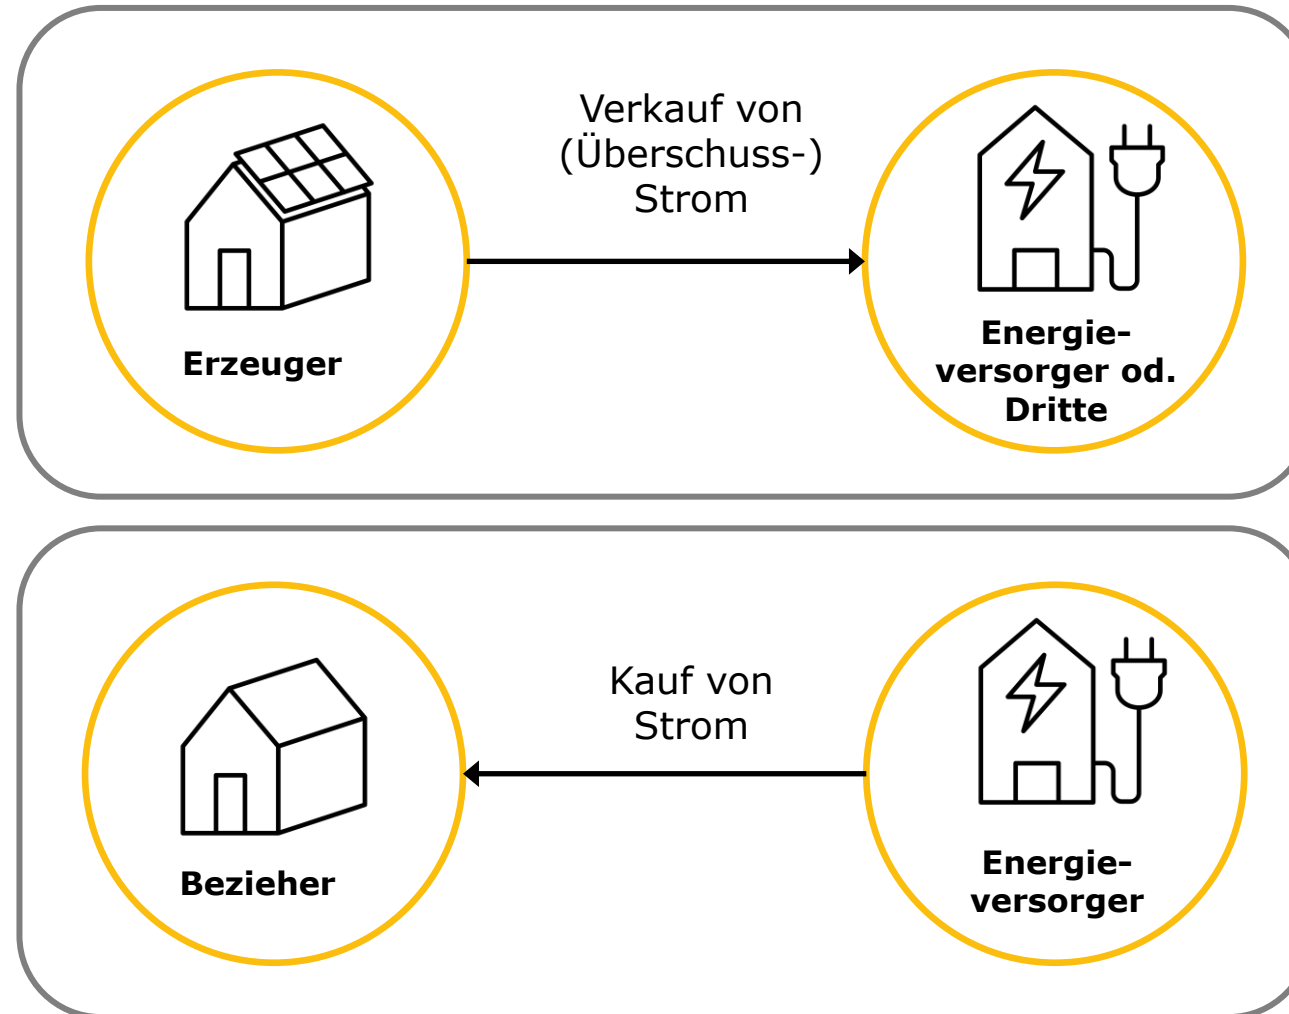 Verkauf von
(Überschuss-)
Strom
Erzeuger
Energie-
versorger od.
Dritte
Kauf von
Strom
Bezieher
Energie-
versorger